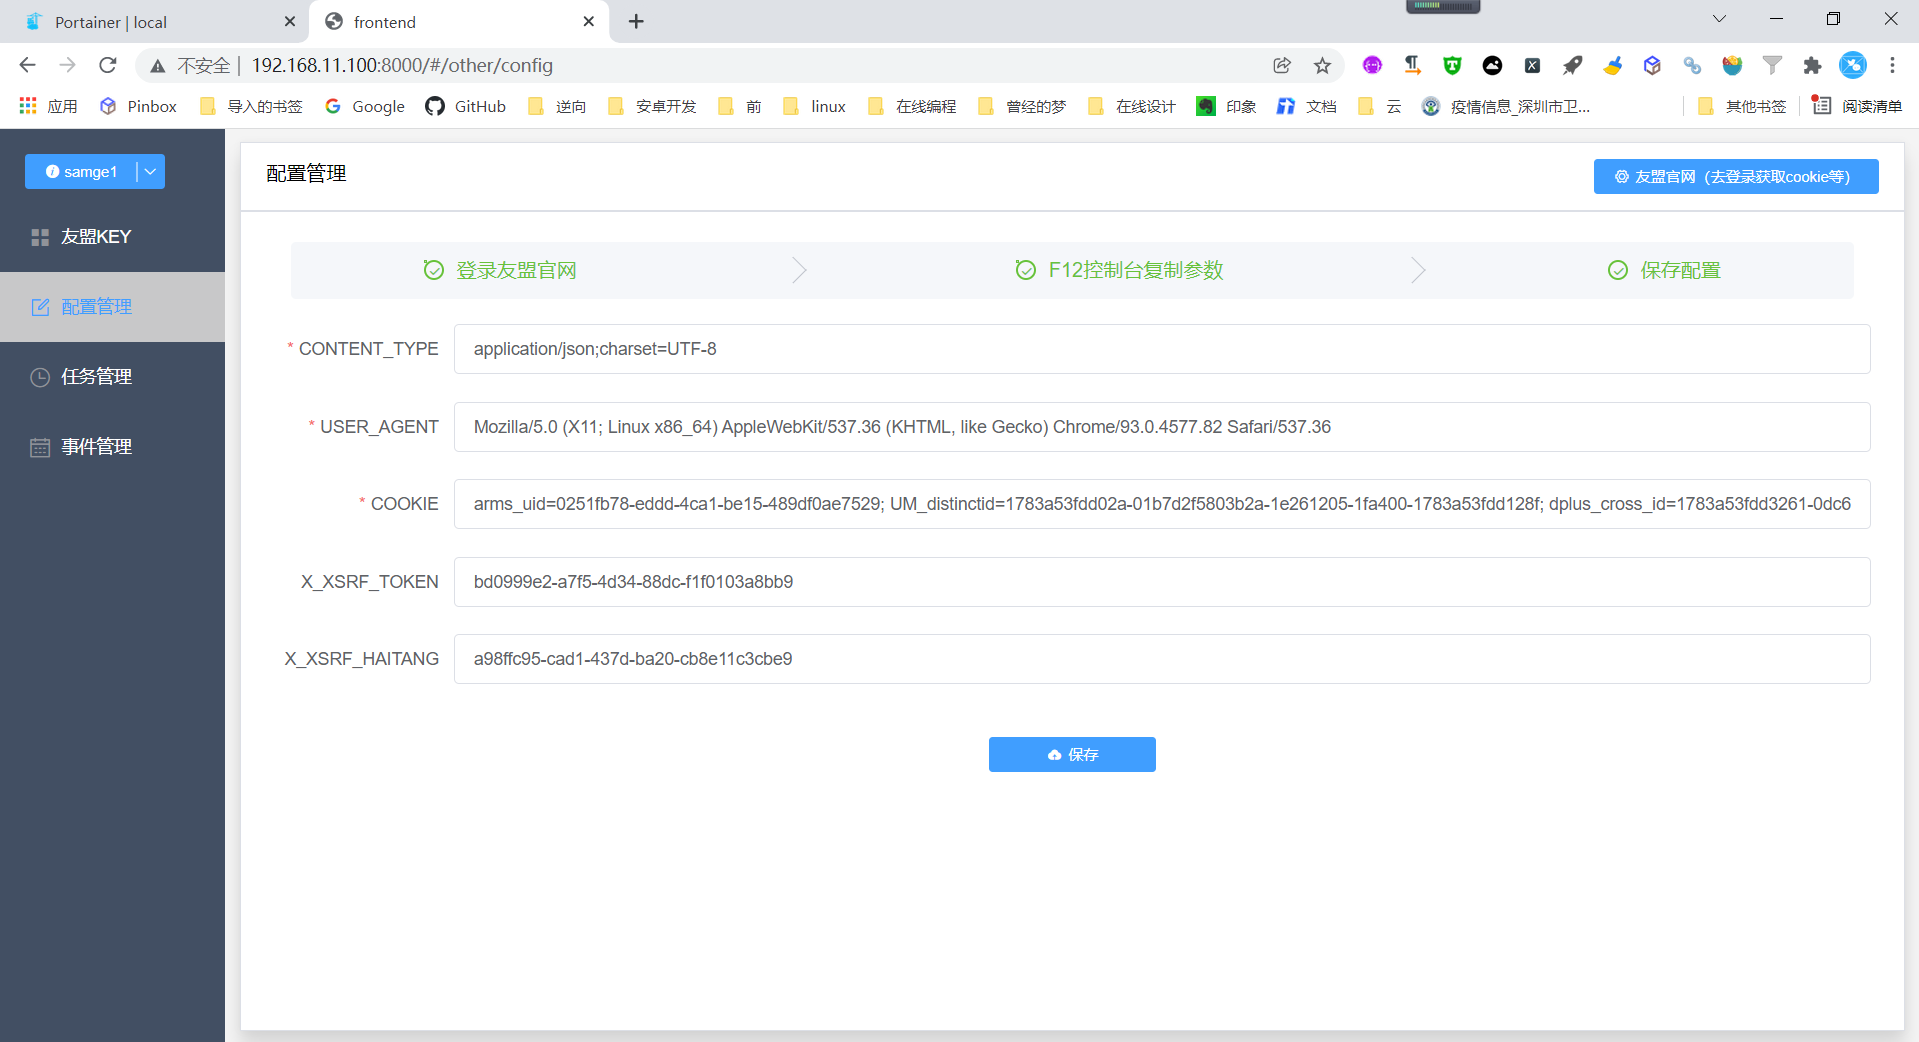 Portainer | local
frontend
不安全 | 192.168.11.100:8000/#/other/config
应用
Pinbox
导入的书签
Google
GitHub
逆向
安卓开发
前
linux
在线编程
曾经的梦
在线设计
印象
文档
云
疫情信息_深圳市卫...
其他书签
阅读清单
samge1
友盟KEY
配置管理
任务管理
事件管理
配置管理
友盟官网（去登录获取cookie等）
登录友盟官网
F12控制台复制参数
保存配置
* CONTENT_TYPE
application/json;charset=UTF-8
* USER_AGENT
Mozilla/5.0 (X11; Linux x86_64) AppleWebKit/537.36 (KHTML, like Gecko) Chrome/93.0.4577.82 Safari/537.36
* COOKIE
arms_uid=0251fb78-eddd-4ca1-be15-489df0ae7529; UM_distinctid=1783a53fdd02a-01b7d2f5803b2a-1e261205-1fa400-1783a53fdd128f; dplus_cross_id=1783a53fdd3261-0dc6
X_XSRF_TOKEN
bd0999e2-a7f5-4d34-88dc-f1f0103a8bb9
X_XSRF_HAITANG
a98ffc95-cad1-437d-ba20-cb8e11c3cbe9
保存